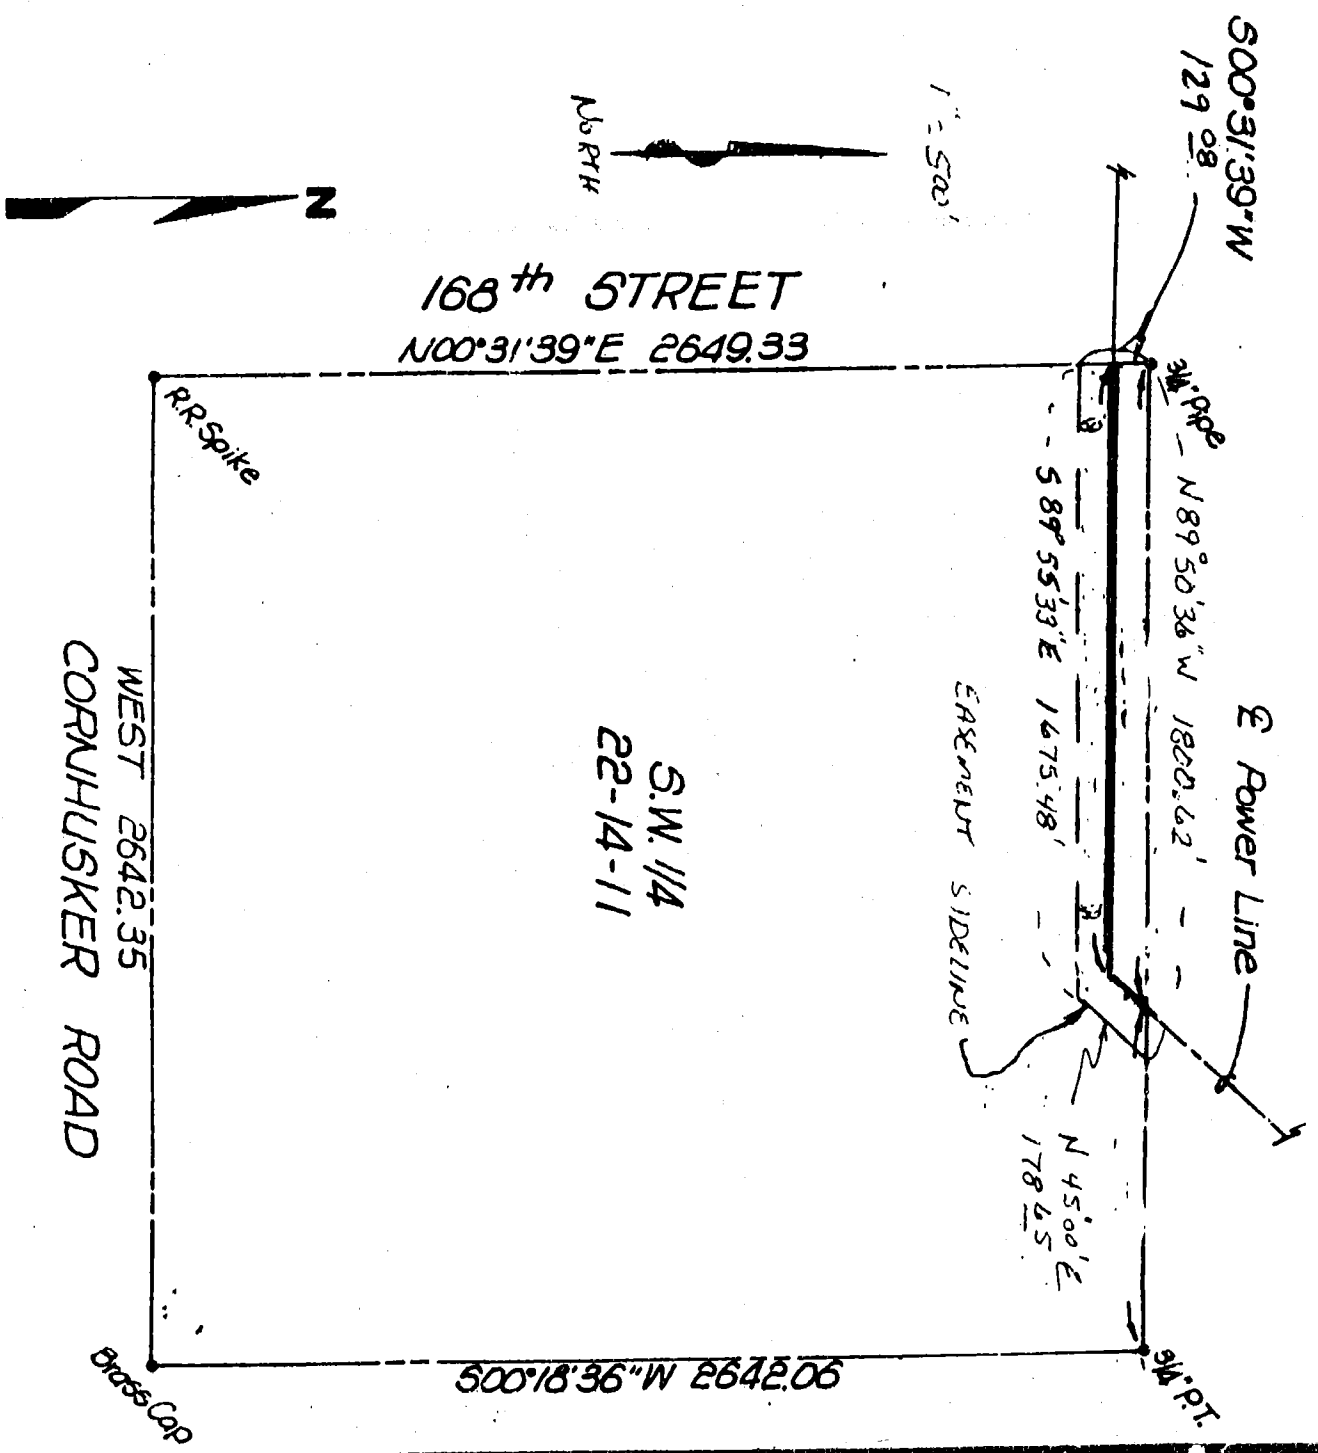 S00°31'39"W
129.08
1"=500'
NORTH
N
168th STREET
N00°31'39"E 2649.33
R.R.Spike
3/4" Pipe
N89°50'36"W 1800.62'
S89°55'33"E 1675.48'
EASEMENT SIDELINE
℄ Power Line
S.W. 1/4
22-14-11
WEST 2642.35
CORNHUSKER ROAD
N 45°00'E
178.65
S00°18'36"W 2642.06
Brass Cap
3/4" P.T.